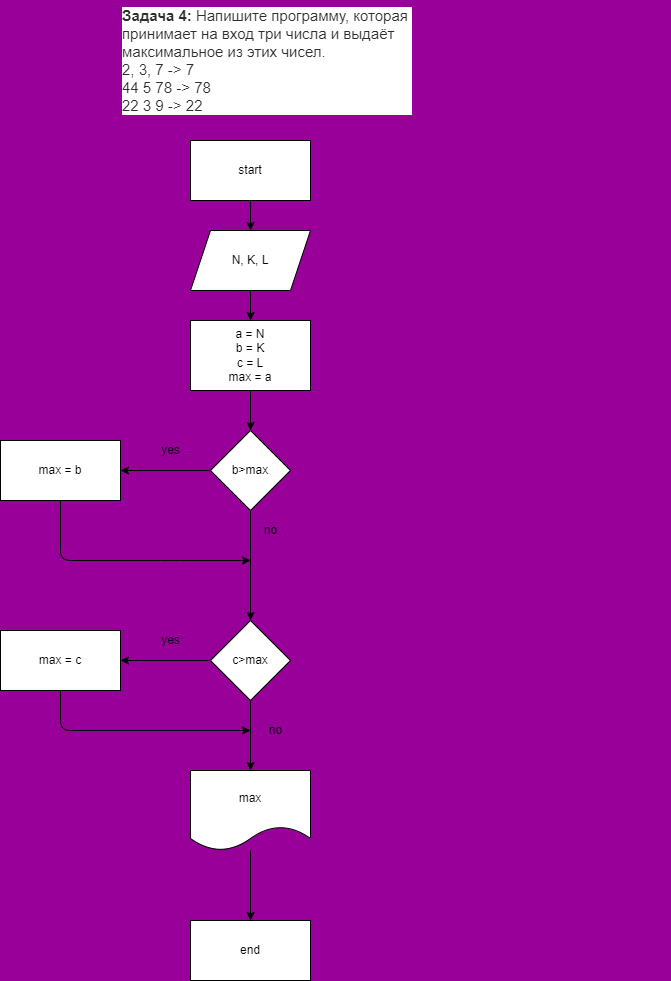 Задача 4: Напишите программу, которая
принимает на вход три числа и выдаёт
максимальное из этих чисел.
2, 3, 7 -> 7
44 5 78 -> 78
22 3 9 -> 22
start
N, K, L
a = N
b = K
c = L
max = a
yes
max = b
b>max
no
yes
max = c
c>max
no
max
end